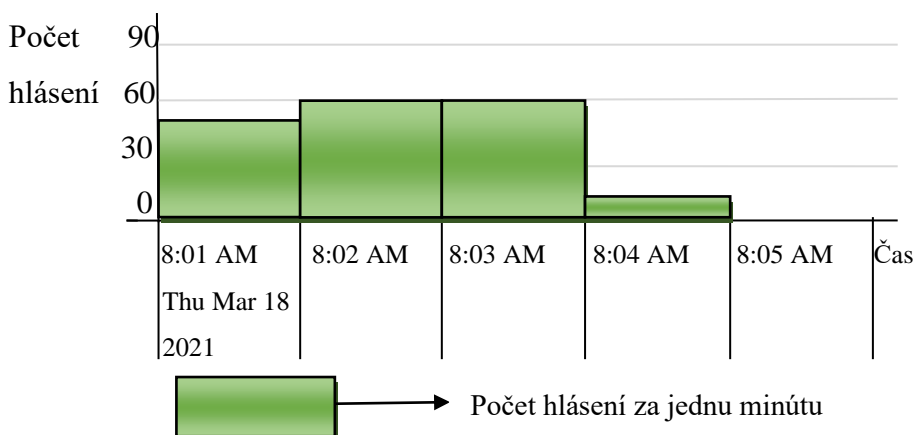 Počet
hlásení
90
60
30
0
8:01 AM 8:02 AM 8:03 AM 8:04 AM 8:05 AM Čas
Thu Mar 18
2021
Počet hlásení za jednu minútu